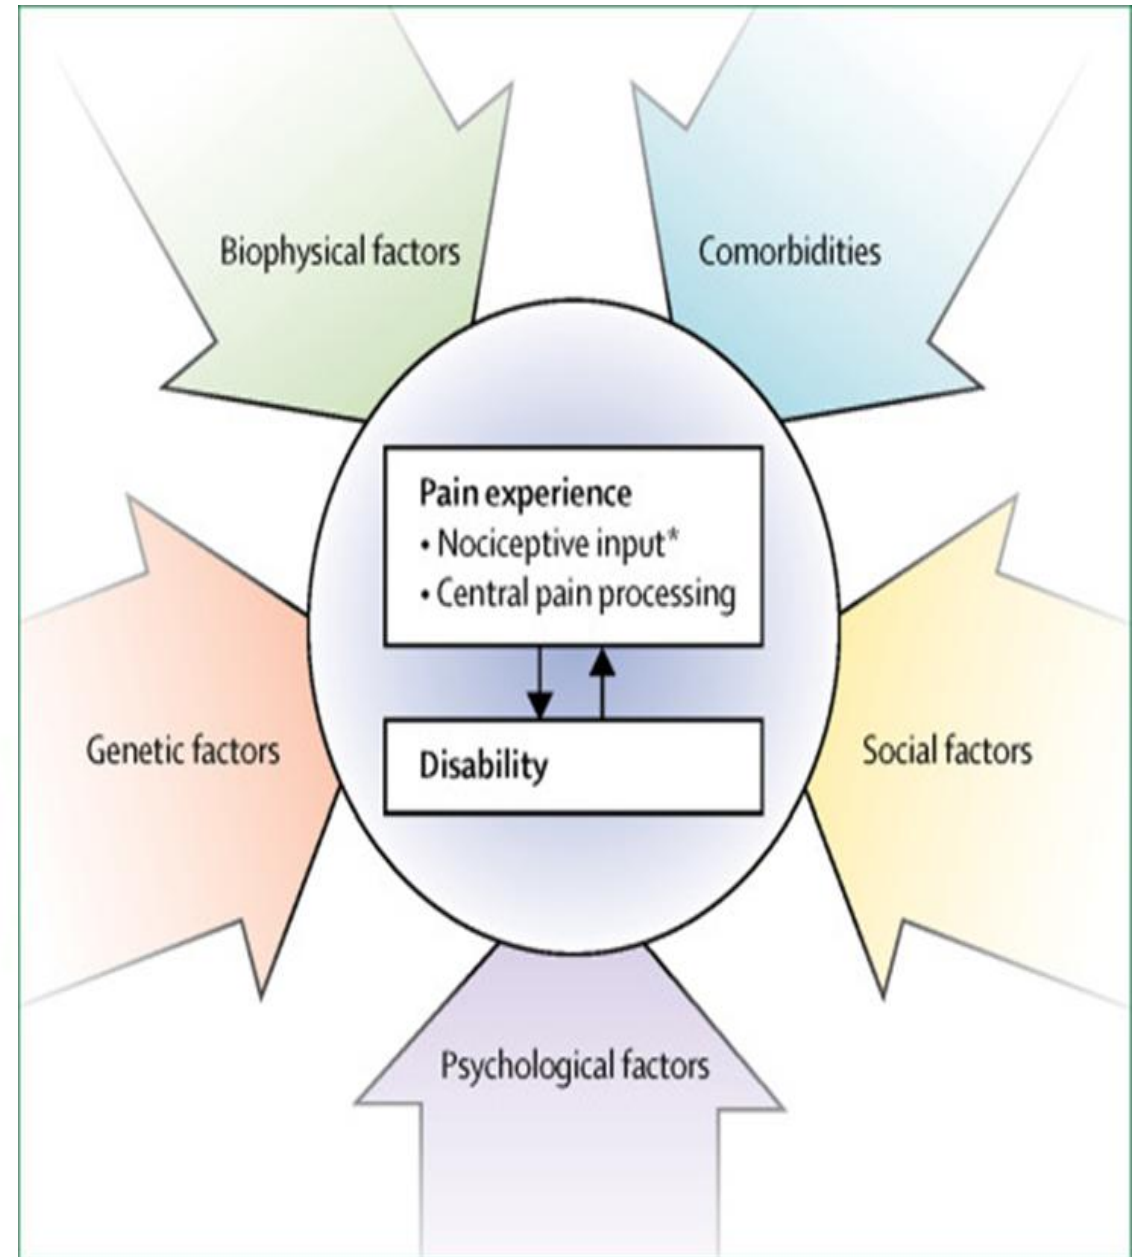 Biophysical factors
Comorbidities
Pain experience
• Nociceptive input*
• Central pain processing
Disability
Genetic factors
Social factors
Psychological factors